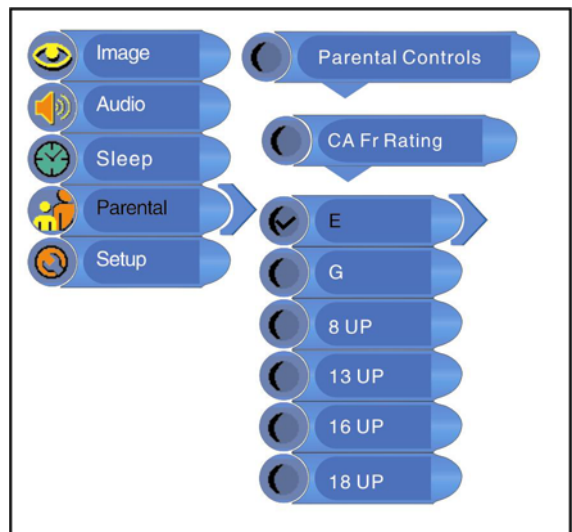 Image
Audio
Sleep
Parental
Setup
Parental Controls
CA Fr Rating
E
G
8 UP
13 UP
16 UP
18 UP